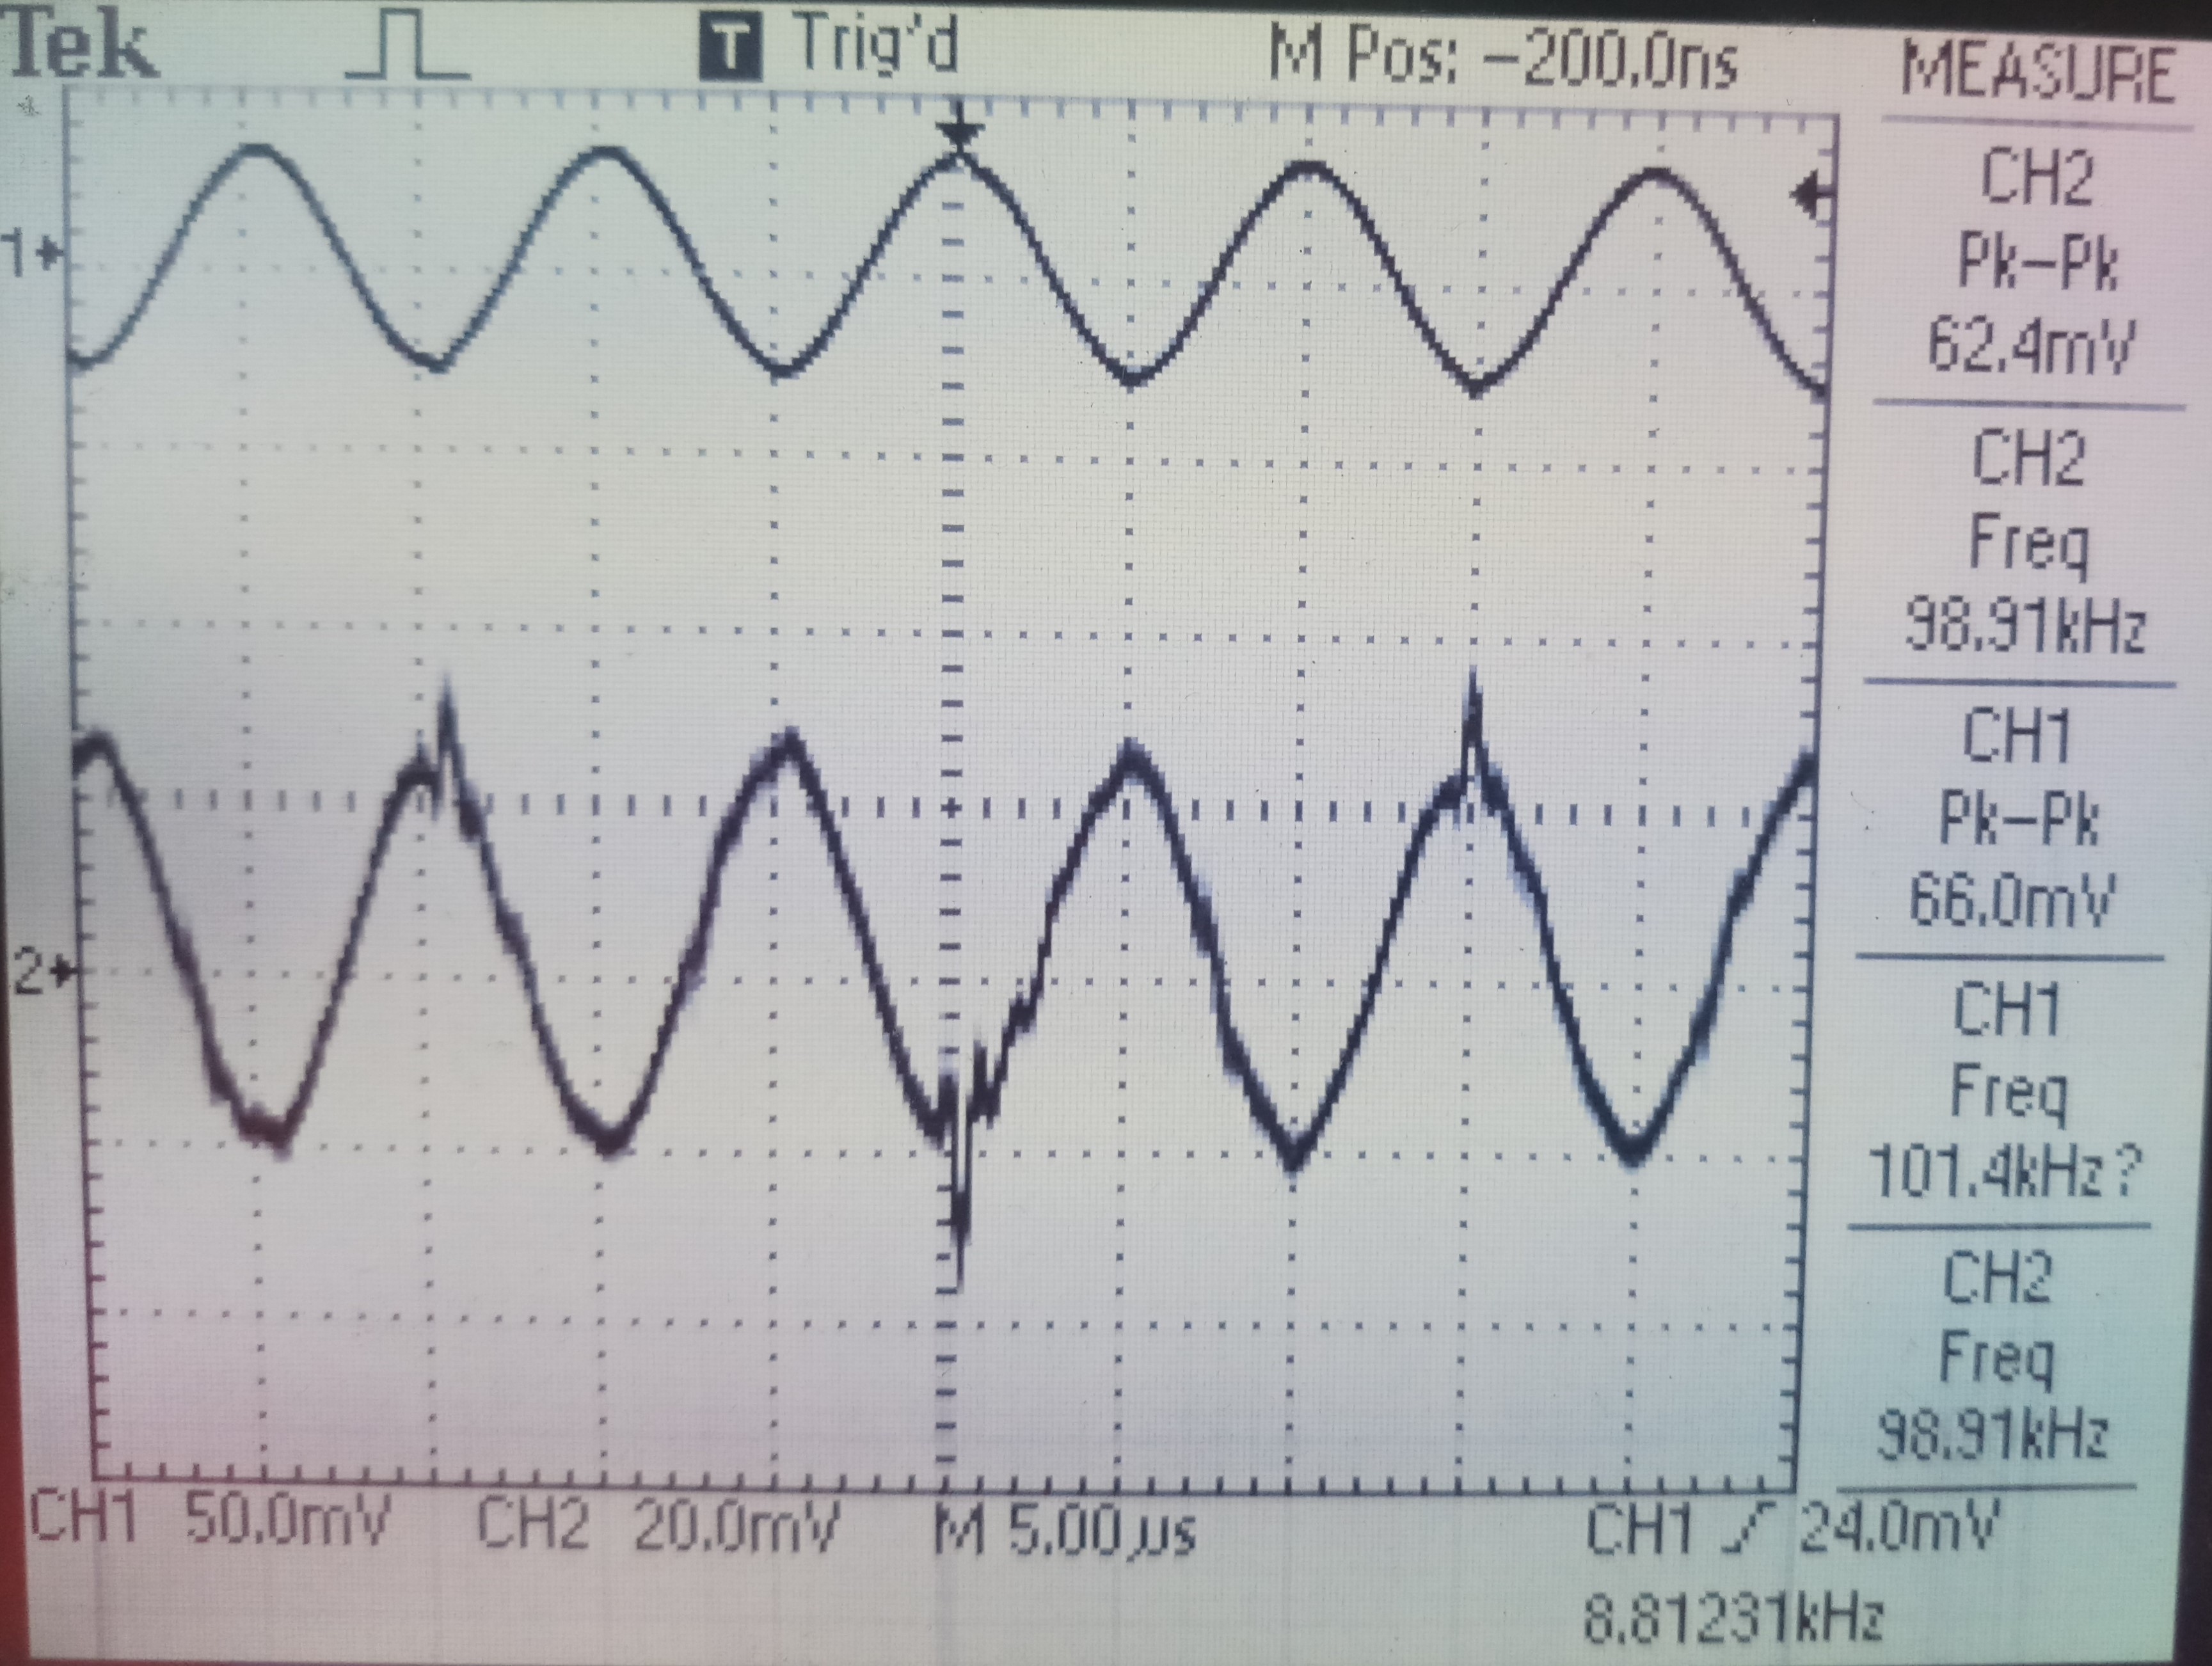 Tek T Trig'd M Pos: -200.0ns MEASURE
CH2
Pk-Pk
62.4mV
CH2
Freq
98.91kHz
CH1
Pk-Pk
66.0mV
CH1
Freq
101.4kHz?
CH2
Freq
98.91kHz
1
2
CH1 50.0mV CH2 20.0mV M 5.00µs CH1 24.0mV
8.81231kHz